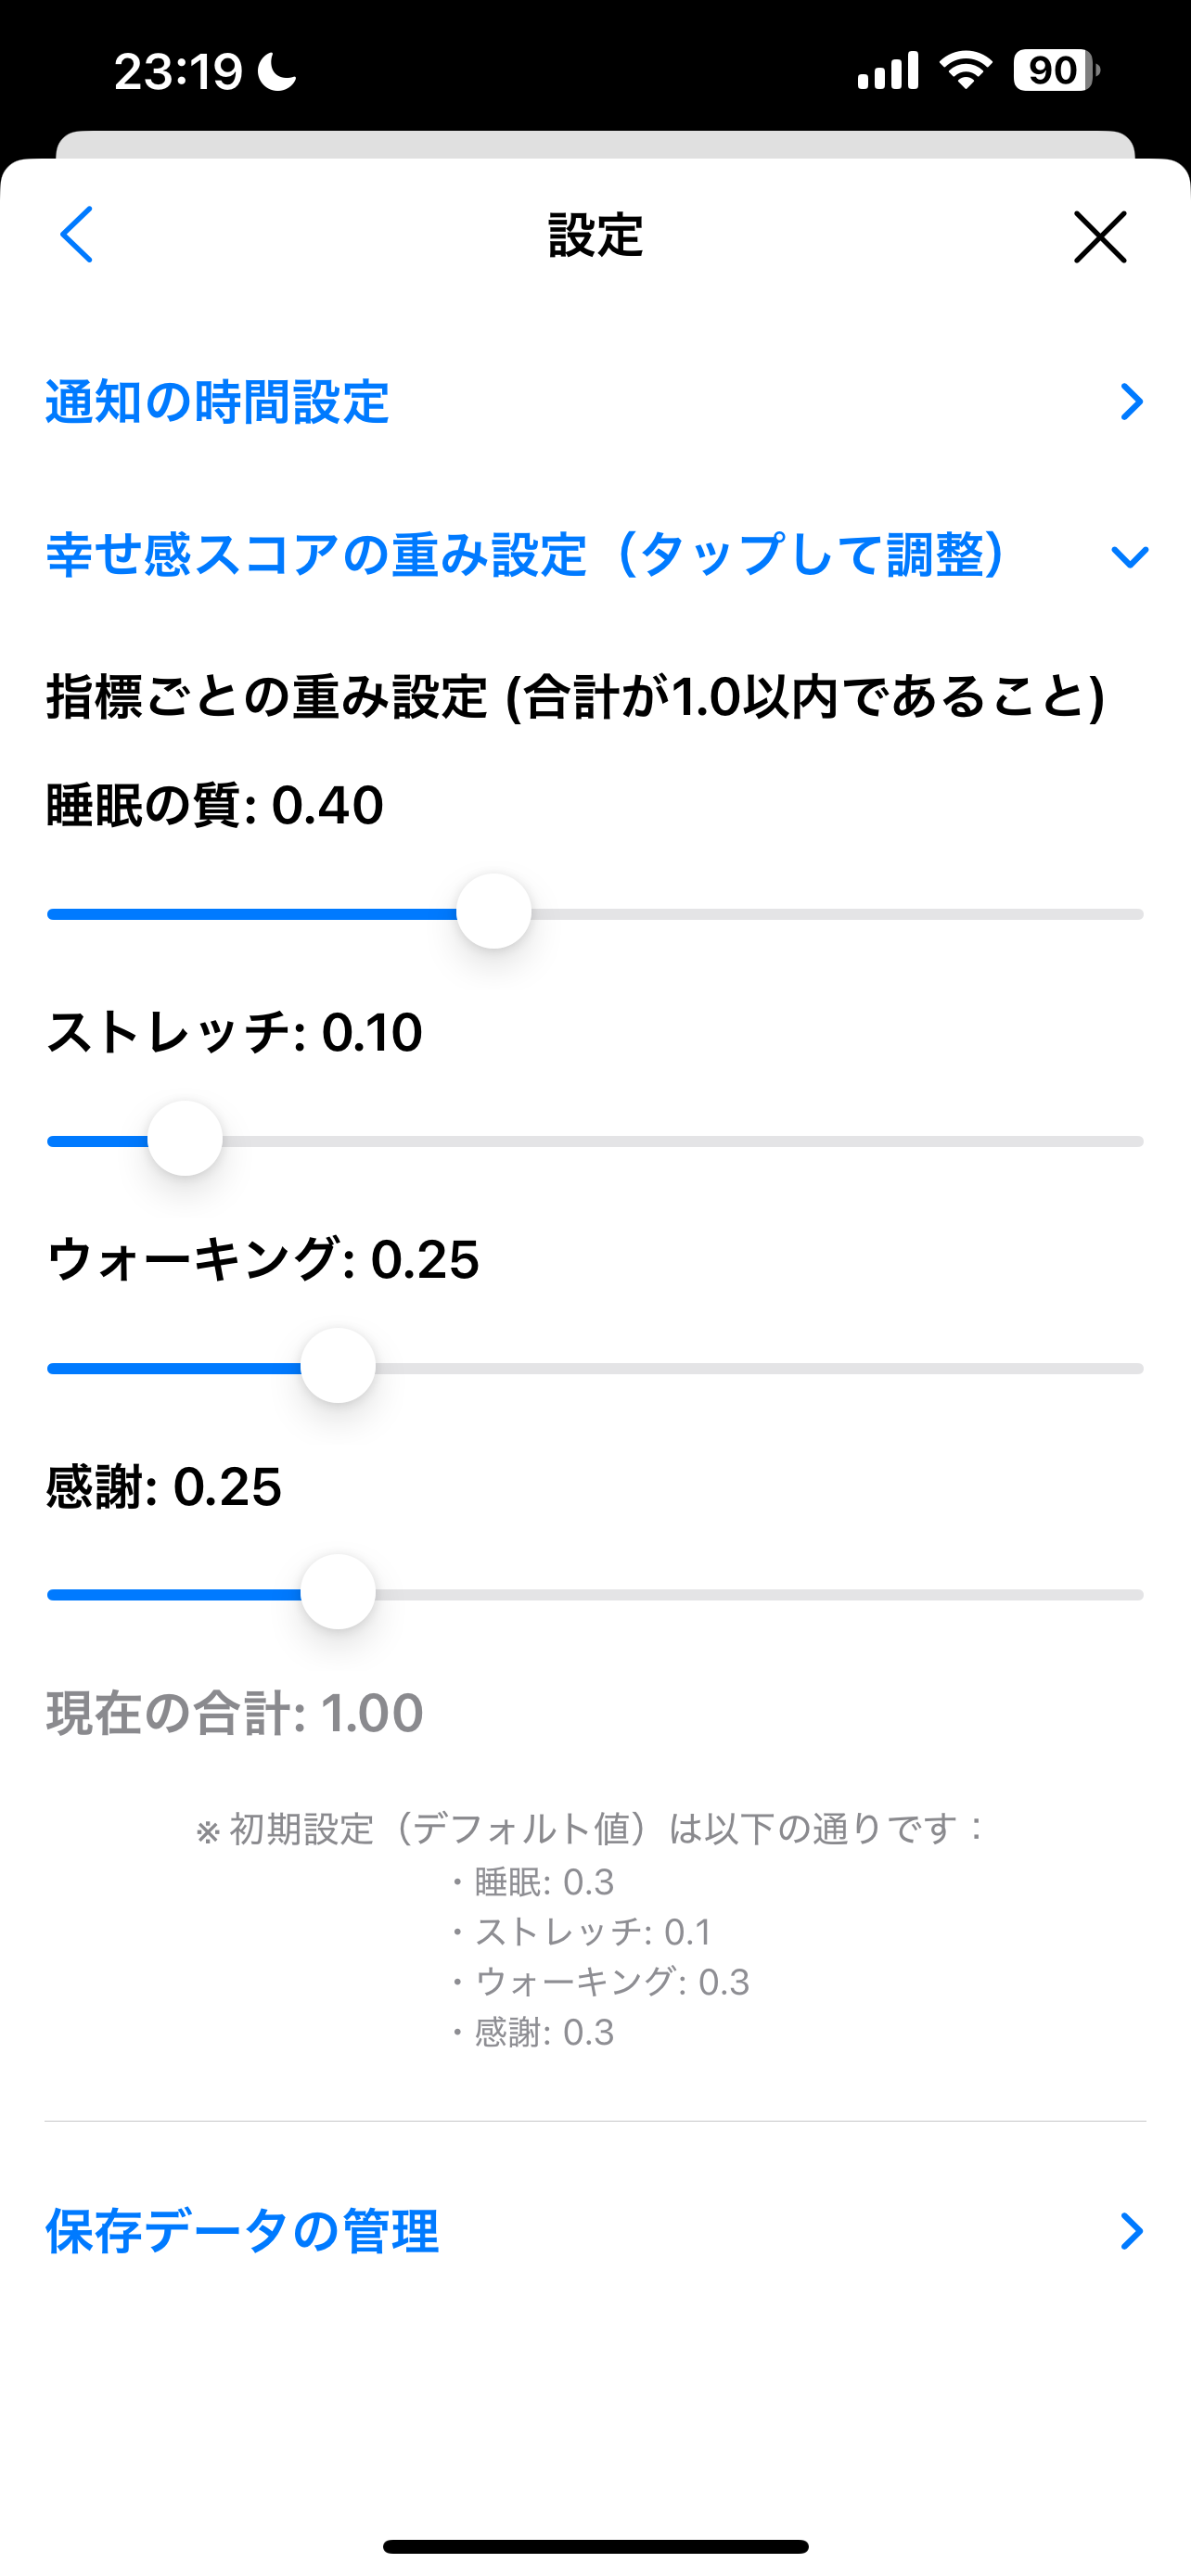 23:19
90
設定
通知の時間設定
幸せ感スコアの重み設定（タップして調整）
指標ごとの重み設定 (合計が1.0以内であること)
睡眠の質: 0.40
ストレッチ: 0.10
ウォーキング: 0.25
感謝: 0.25
現在の合計: 1.00
※ 初期設定（デフォルト値）は以下の通りです：
・睡眠: 0.3
・ストレッチ: 0.1
・ウォーキング: 0.3
・感謝: 0.3
保存データの管理